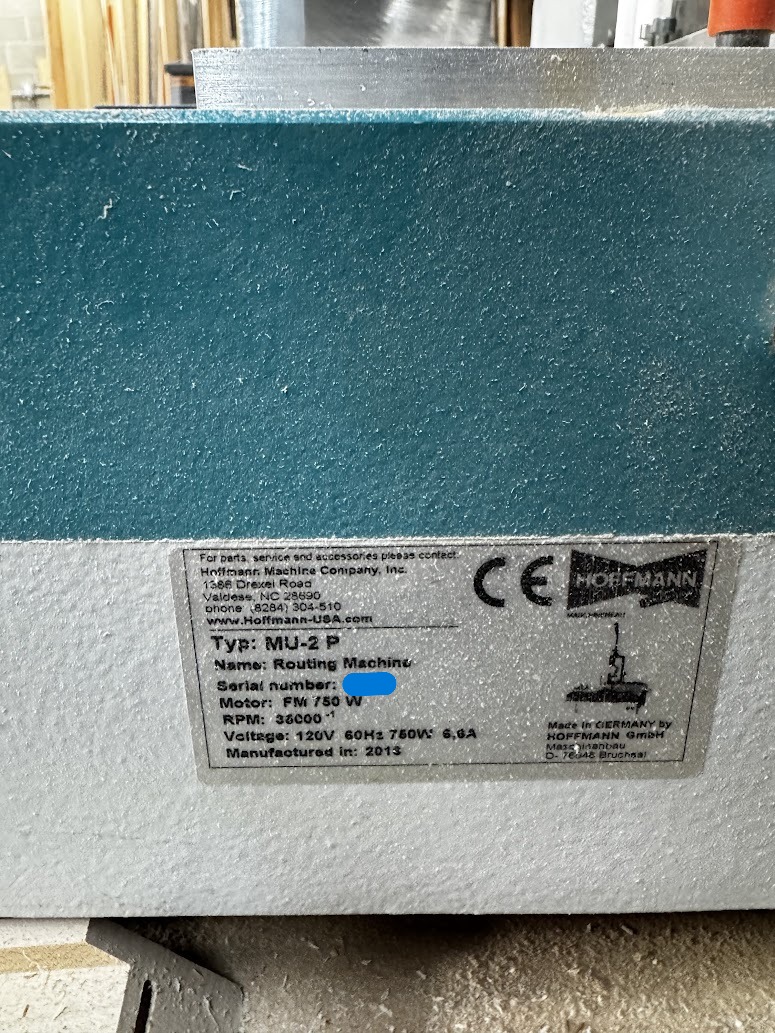 For parts, service and accessories please contact:
Hoffmann Machine Company, Inc.
1386 Drexel Road
Valdese, NC 28690
phone (8284) 304-510
www.Hoffmann-USA.com
Typ: MU-2 P
Name: Routing Machine
Serial number:
Motor: FM 750 W
RPM: 36000 -1
Voltage: 120V 60Hz 750W 6,6A
Manufactured in: 2013
CE
HOFFMANN
MASCHINENBAU
Made in GERMANY by
HOFFMANN GmbH
Maschinenbau
D- 76646 Bruchsal